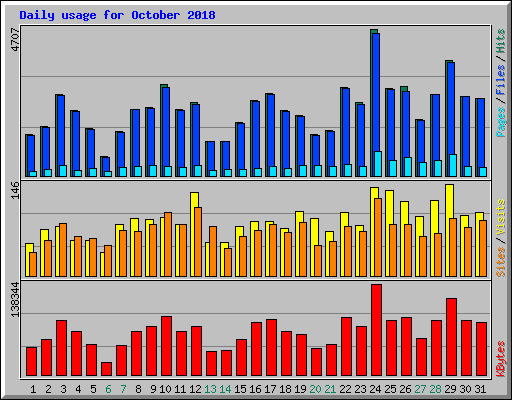 Daily usage for October 2018
4707
Pages / Files / Hits
146
Sites / Visits
138344
KBytes
1 2 3 4 5 6 7 8 9 10 11 12 13 14 15 16 17 18 19 20 21 22 23 24 25 26 27 28 29 30 31